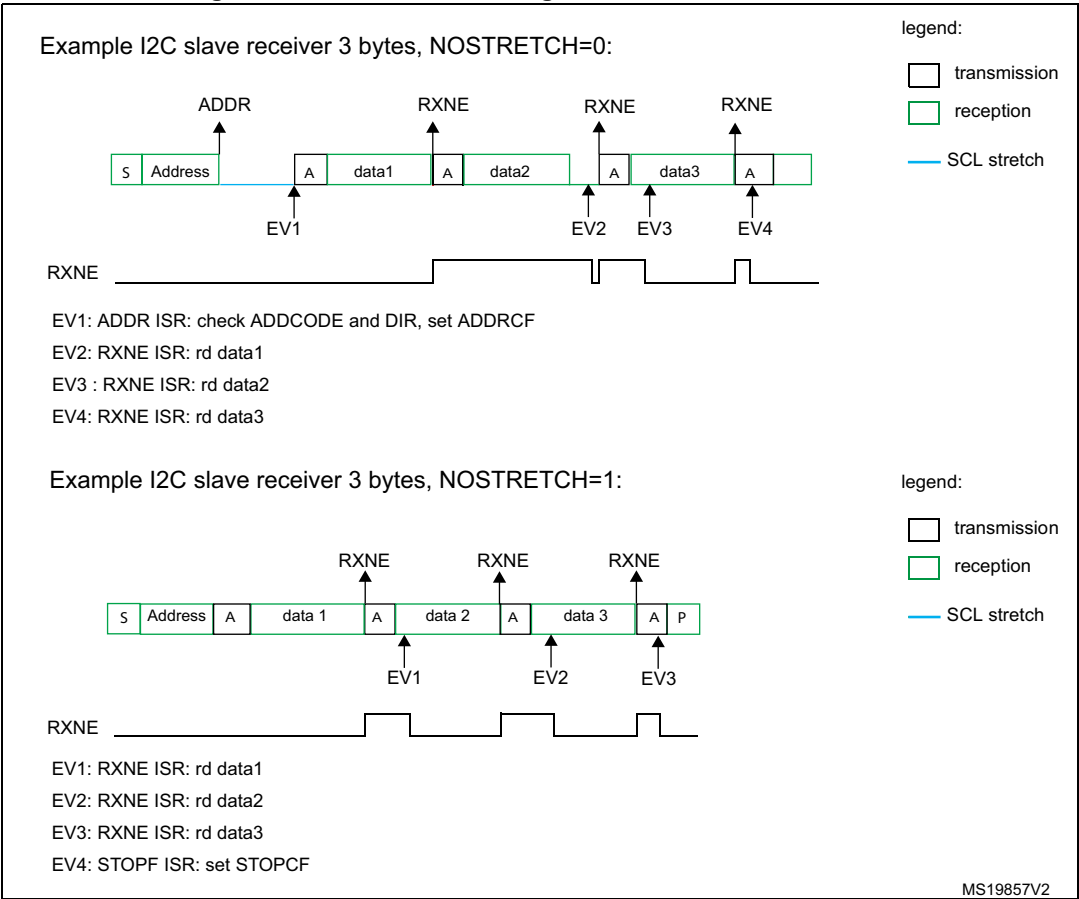 Example I2C slave receiver 3 bytes, NOSTRETCH=0:
legend:
transmission
reception
SCL stretch
ADDR RXNE RXNE RXNE
S Address A data1 A data2 A data3 A
EV1 EV2 EV3 EV4
RXNE
EV1: ADDR ISR: check ADDCODE and DIR, set ADDRCF
EV2: RXNE ISR: rd data1
EV3 : RXNE ISR: rd data2
EV4: RXNE ISR: rd data3
Example I2C slave receiver 3 bytes, NOSTRETCH=1:
legend:
transmission
reception
SCL stretch
RXNE RXNE RXNE
S Address A data 1 A data 2 A data 3 A P
EV1 EV2 EV3
RXNE
EV1: RXNE ISR: rd data1
EV2: RXNE ISR: rd data2
EV3: RXNE ISR: rd data3
EV4: STOPF ISR: set STOPCF
MS19857V2